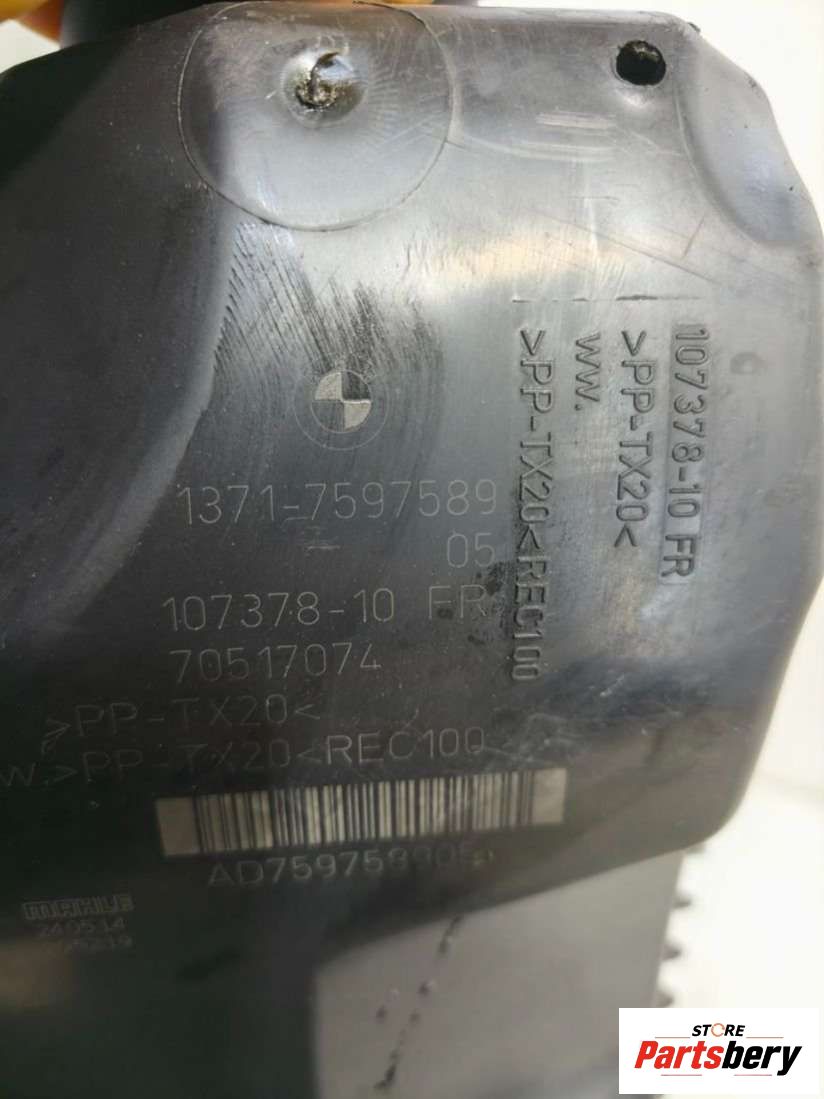 1371-7597589
05
107378-10 FR
70517074
>PP-TX20<
W.>PP-TX20<REC100
MAHLE
240514
107378-10 FR
>PP-TX20<
WW.
>PP-TX20<REC100
STORE
Partsbery